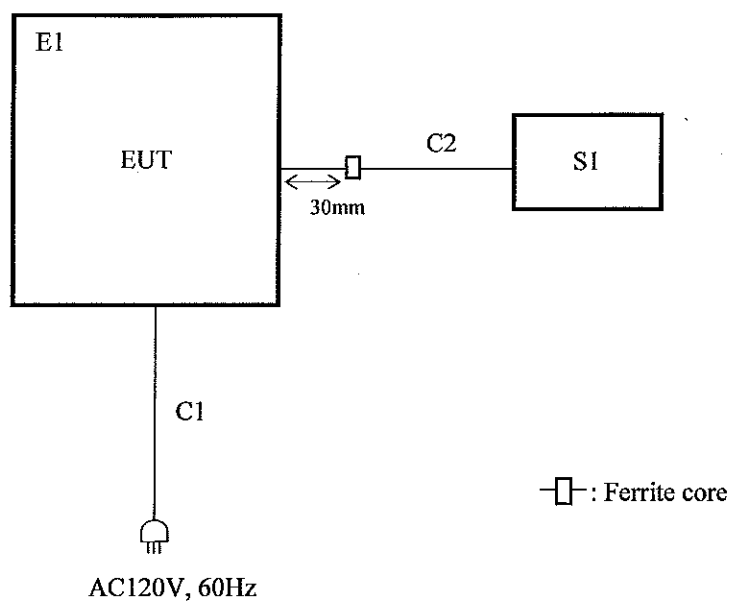 E1
EUT
C2
S1
30mm
C1
: Ferrite core
AC120V, 60Hz